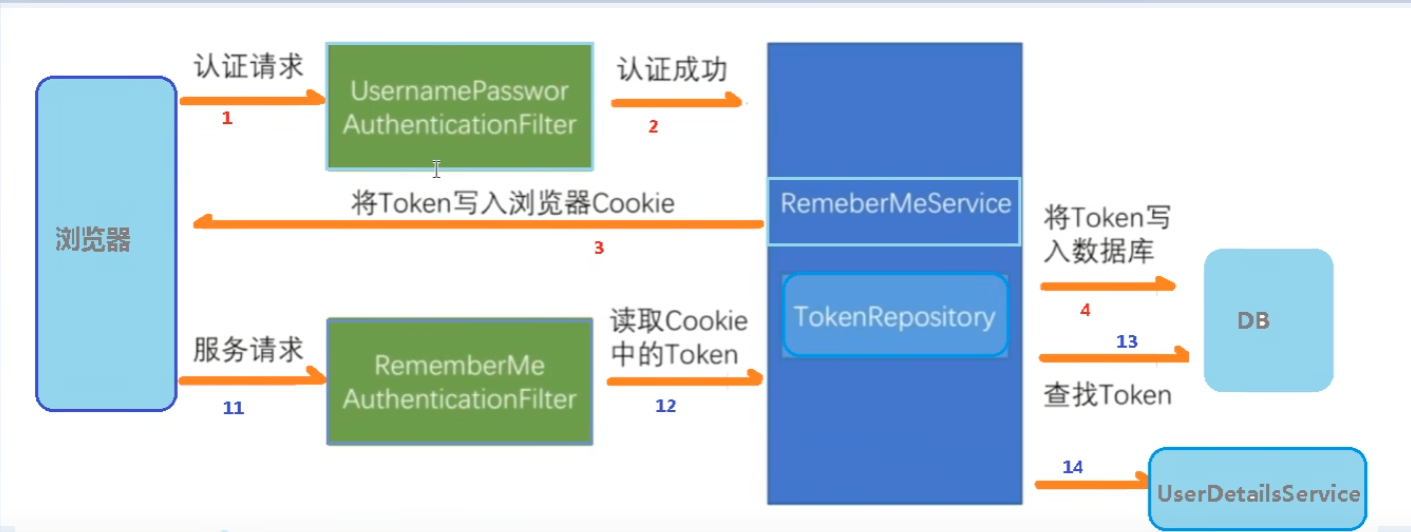 认证请求
1
UsernamePasswor
AuthenticationFilter
认证成功
2
将Token写入浏览器Cookie
3
RemeberMeService
浏览器
将Token写
入数据库
4
TokenRepository
DB
13
查找Token
服务请求
11
RememberMe
AuthenticationFilter
读取Cookie
中的Token
12
14
UserDetailsService